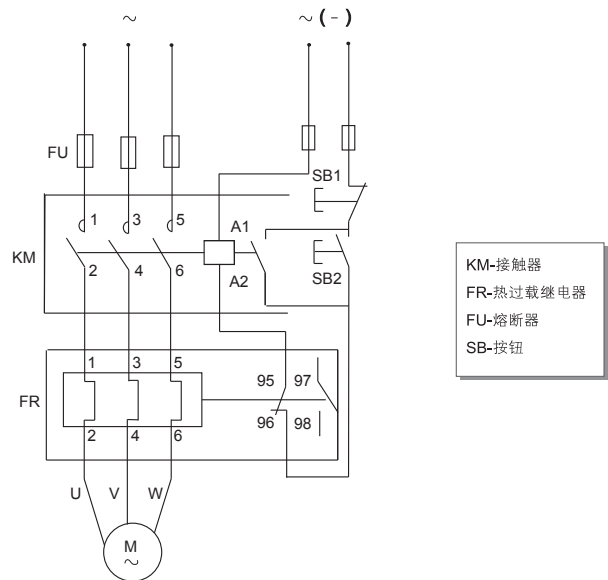 ~ ~ (-)
FU
SB1
1 3 5
A1
KM
2 4 6
A2
SB2
KM-接触器
FR-热过载继电器
FU-熔断器
SB-按钮
1 3 5
95 97
FR
96 98
2 4 6
U V W
M
~